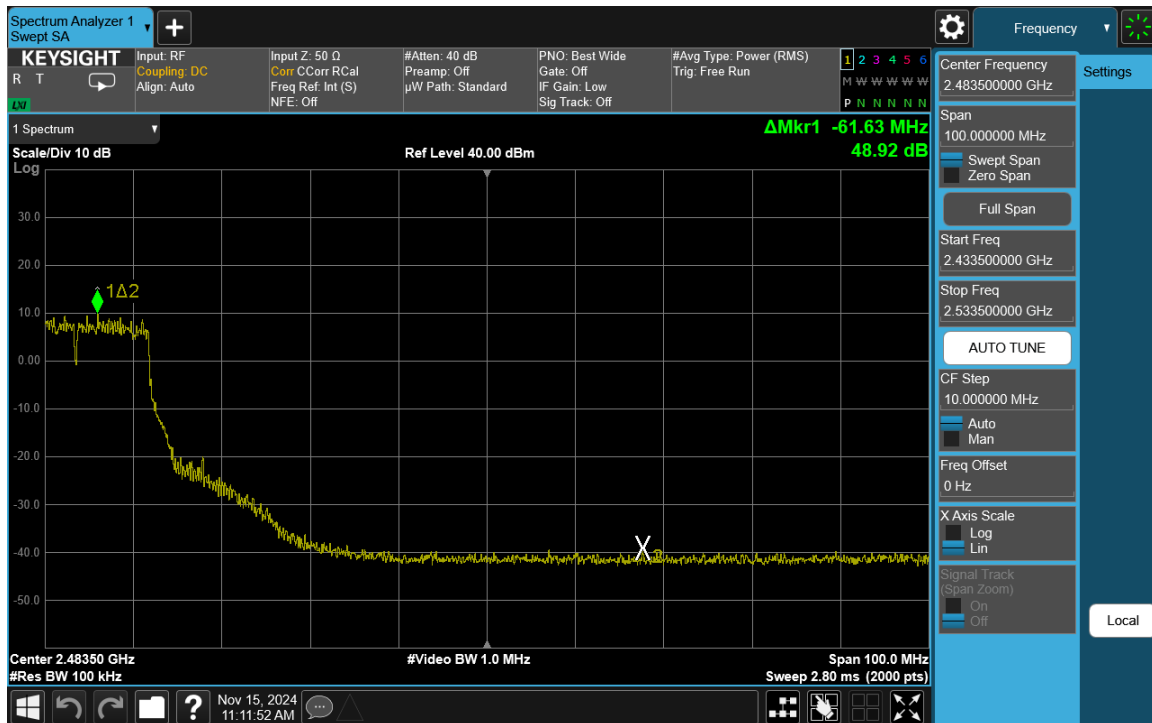 Spectrum Analyzer 1
Swept SA
+
Frequency
KEYSIGHT
R T
LXI
Input: RF
Coupling: DC
Align: Auto
Input Z: 50 Ω
Corr CCorr RCal
Freq Ref: Int (S)
NFE: Off
#Atten: 40 dB
Preamp: Off
µW Path: Standard
PNO: Best Wide
Gate: Off
IF Gain: Low
Sig Track: Off
#Avg Type: Power (RMS)
Trig: Free Run
1 2 3 4 5 6
M W W W W W
P N N N N N
1 Spectrum
Scale/Div 10 dB
Log
Ref Level 40.00 dBm
ΔMkr1 -61.63 MHz
48.92 dB
30.0
20.0
10.0
0.00
-10.0
-20.0
-30.0
-40.0
-50.0
1Δ2
X
2
Center 2.48350 GHz
#Res BW 100 kHz
#Video BW 1.0 MHz
Span 100.0 MHz
Sweep 2.80 ms (2000 pts)
Center Frequency
2.483500000 GHz
Span
100.000000 MHz
Swept Span
Zero Span
Full Span
Start Freq
2.433500000 GHz
Stop Freq
2.533500000 GHz
AUTO TUNE
CF Step
10.000000 MHz
Auto
Man
Freq Offset
0 Hz
X Axis Scale
Log
Lin
Signal Track
(Span Zoom)
On
Off
Settings
Local
?
Nov 15, 2024
11:11:52 AM